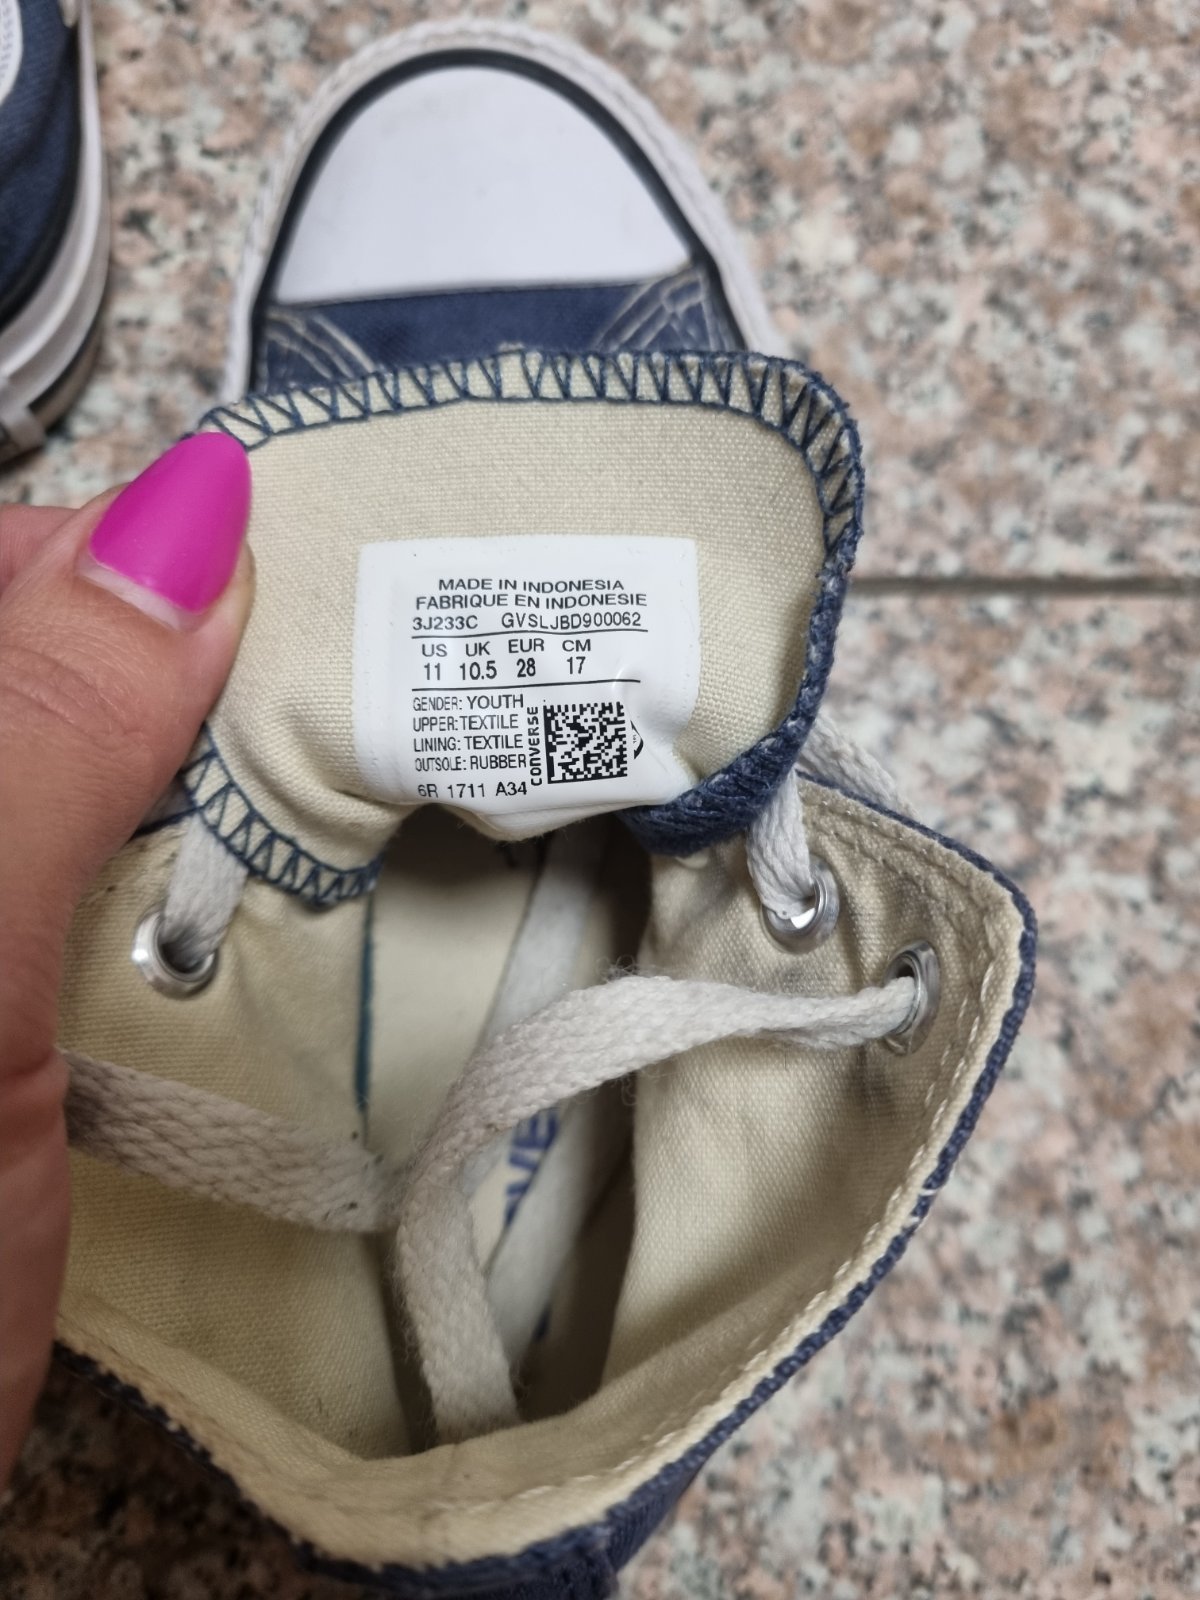 MADE IN INDONESIA
FABRIQUE EN INDONESIE
3J233C GVSLJBD900062
US UK EUR CM
11 10.5 28 17
GENDER: YOUTH
UPPER: TEXTILE
LINING: TEXTILE
OUTSOLE: RUBBER
CONVERSE
6R 1711 A34
VE